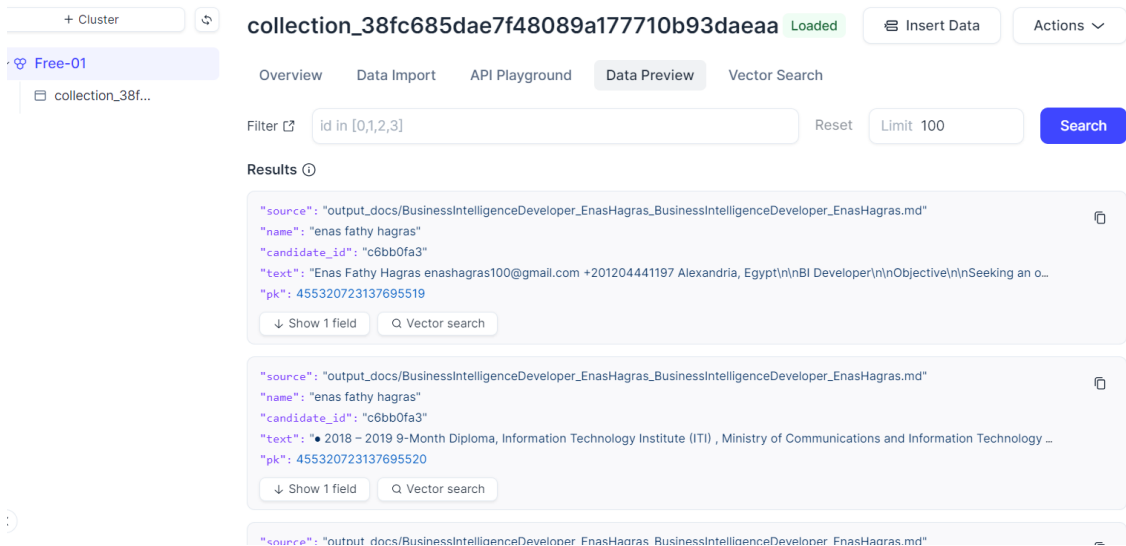 + Cluster
Free-01
collection_38f...
collection_38fc685dae7f48089a177710b93daeaa Loaded
Insert Data
Actions
Overview Data Import API Playground Data Preview Vector Search
Filter id in [0,1,2,3] Reset Limit 100 Search
Results
"source": "output_docs/BusinessIntelligenceDeveloper_EnasHagras_BusinessIntelligenceDeveloper_EnasHagras.md"
"name": "enas fathy hagras"
"candidate_id": "c6bb0fa3"
"text": "Enas Fathy Hagras enashagras100@gmail.com +201204441197 Alexandria, Egypt\n\nBI Developer\n\nObjective\n\nSeeking an o...
"pk": 455320723137695519
Show 1 field Vector search
"source": "output_docs/BusinessIntelligenceDeveloper_EnasHagras_BusinessIntelligenceDeveloper_EnasHagras.md"
"name": "enas fathy hagras"
"candidate_id": "c6bb0fa3"
"text": "● 2018 – 2019 9-Month Diploma, Information Technology Institute (ITI) , Ministry of Communications and Information Technology ...
"pk": 455320723137695520
Show 1 field Vector search
"source": "output_docs/BusinessIntelligenceDeveloper_EnasHagras_BusinessIntelligenceDeveloper_EnasHagras.md"